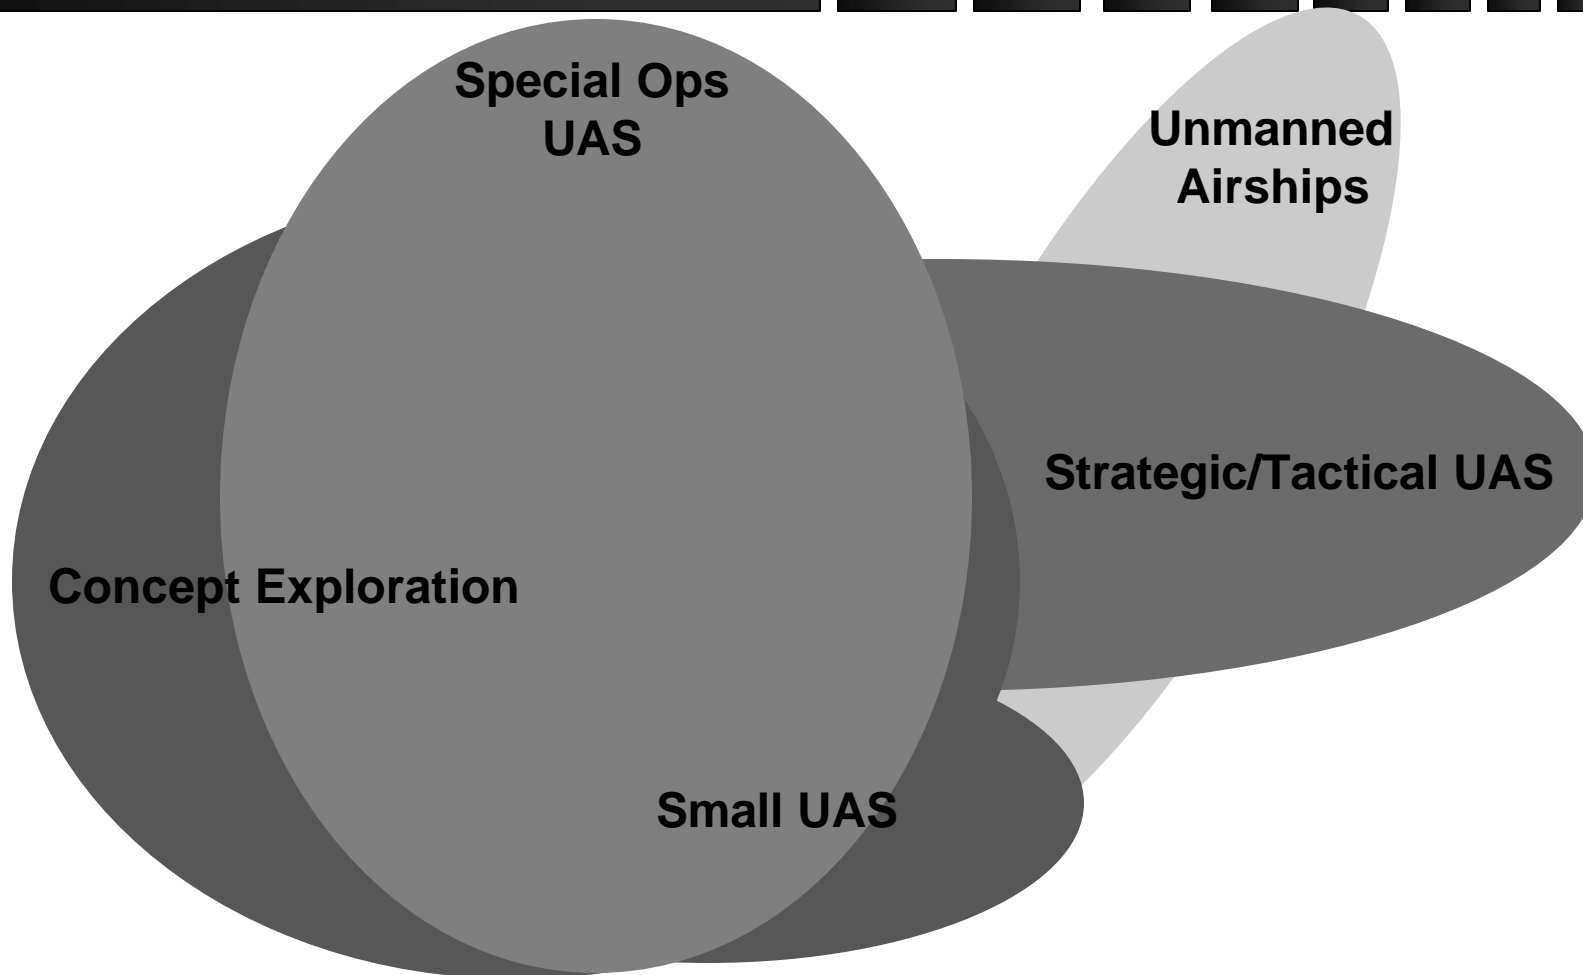 Special Ops
UAS
Unmanned
Airships
Strategic/Tactical UAS
Concept Exploration
Small UAS